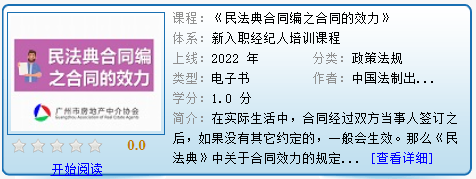 民法典合同编
之合同的效力
广州市房地产中介协会
Guangzhou Association of Real Estate Agents
0.0
开始阅读
课程：《民法典合同编之合同的效力》
体系：新入职经纪人培训课程
上线：2022 年 分类：政策法规
类型：电子书 作者：中国法制出...
学分：1.0 分
简介：在实际生活中，合同经过双方当事人签订之
后，如果没有其它约定的，一般会生效。那么《民
法典》中关于合同效力的规定... [查看详细]